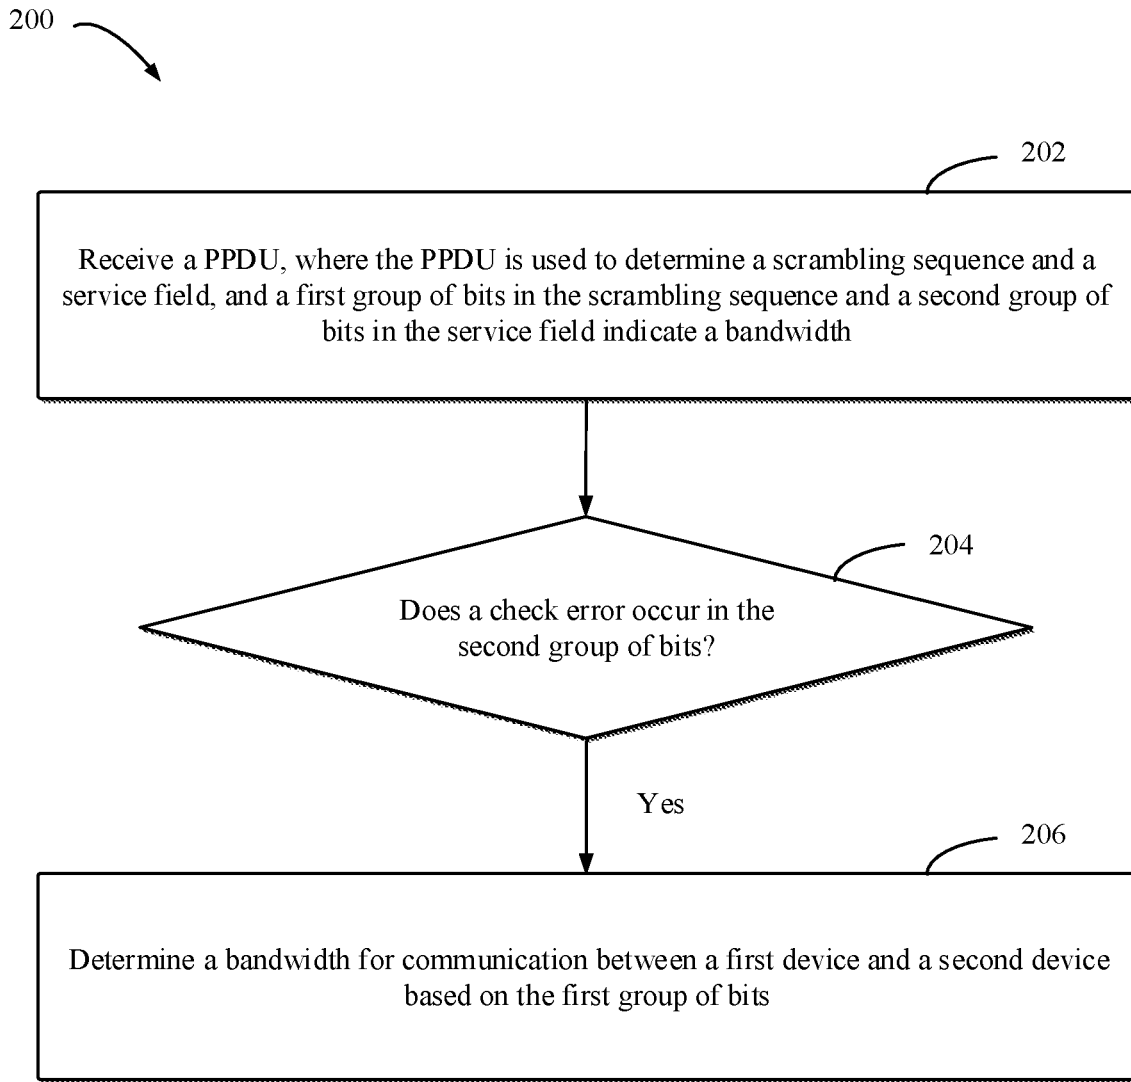 200
202
Receive a PPDU, where the PPDU is used to determine a scrambling sequence and a
service field, and a first group of bits in the scrambling sequence and a second group of
bits in the service field indicate a bandwidth
204
Does a check error occur in the
second group of bits?
Yes
206
Determine a bandwidth for communication between a first device and a second device
based on the first group of bits